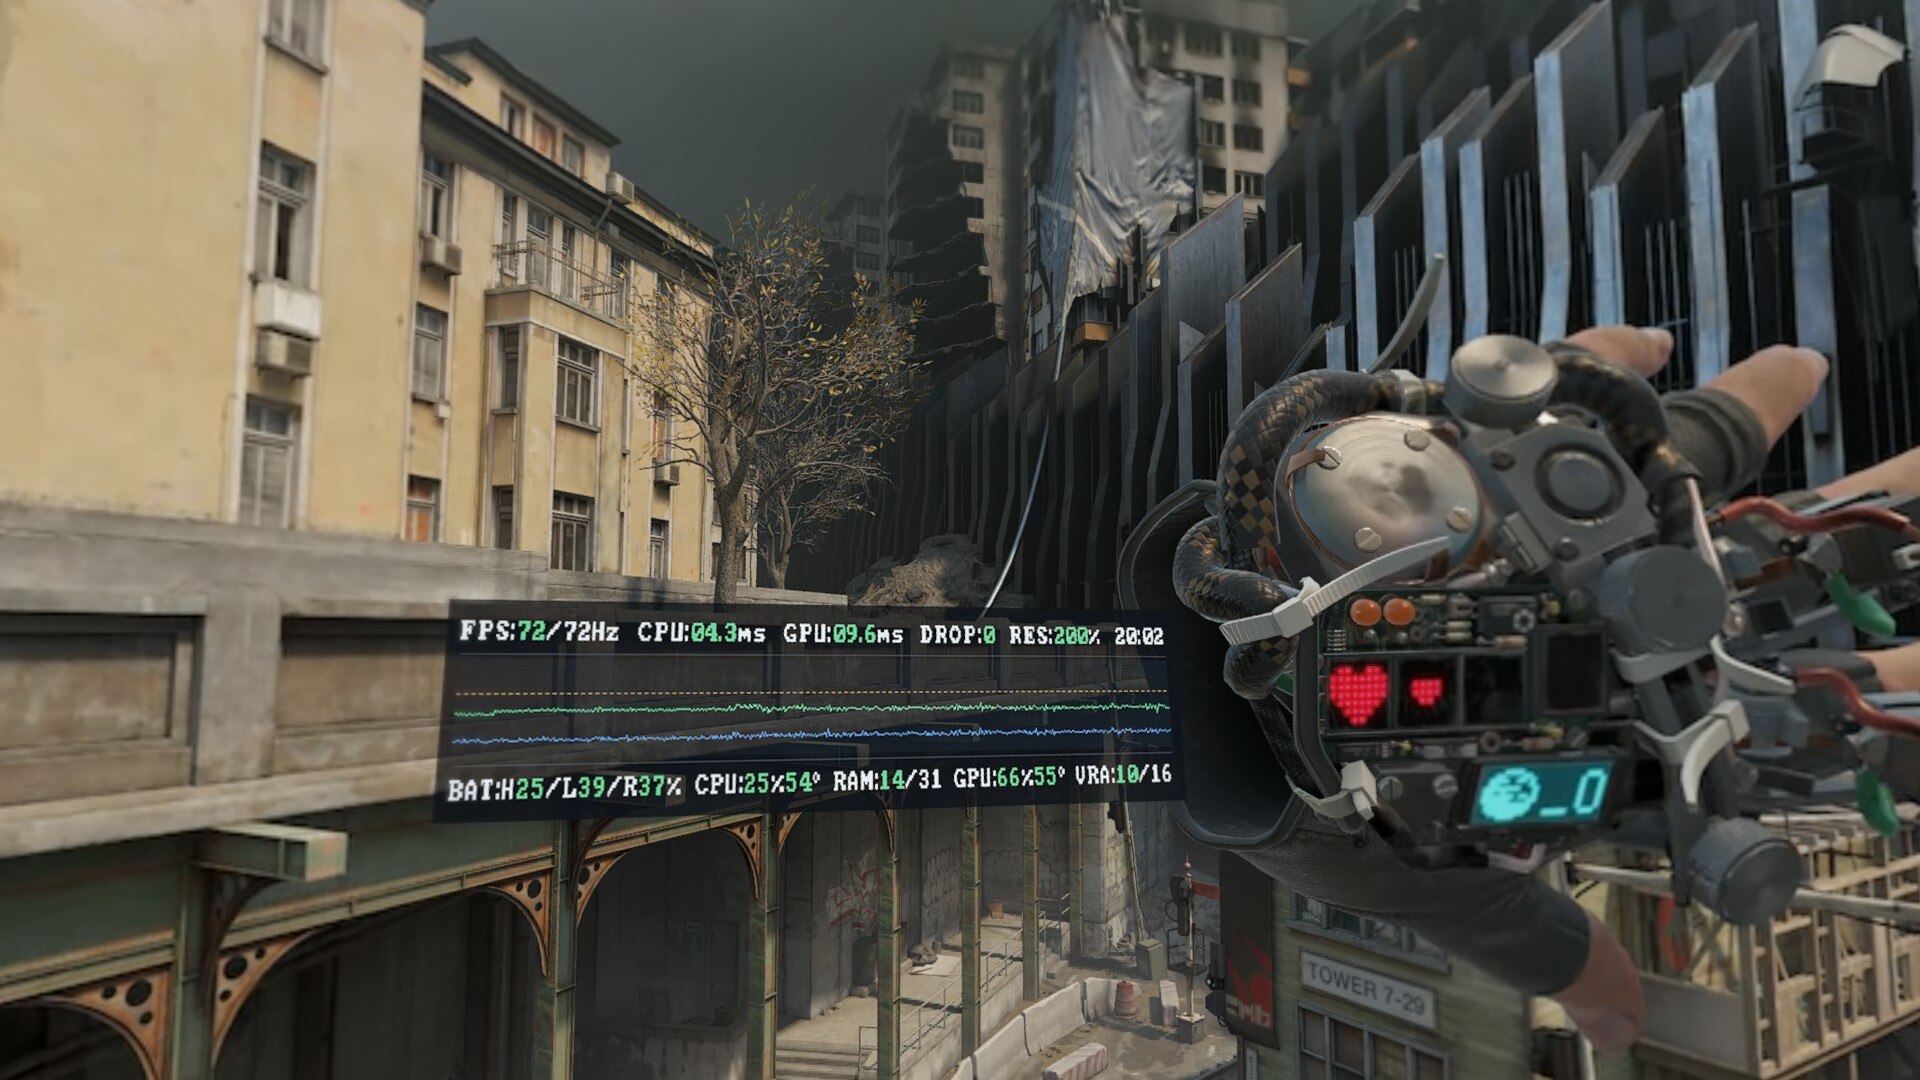 FPS:72/72Hz CPU:04.3ms GPU:09.6ms DROP:0 RES:200% 20:02
BAT:H25/L39/R37% CPU:25%54° RAM:14/31 GPU:66%55° VRA:10/16
_0
TOWER 7-29